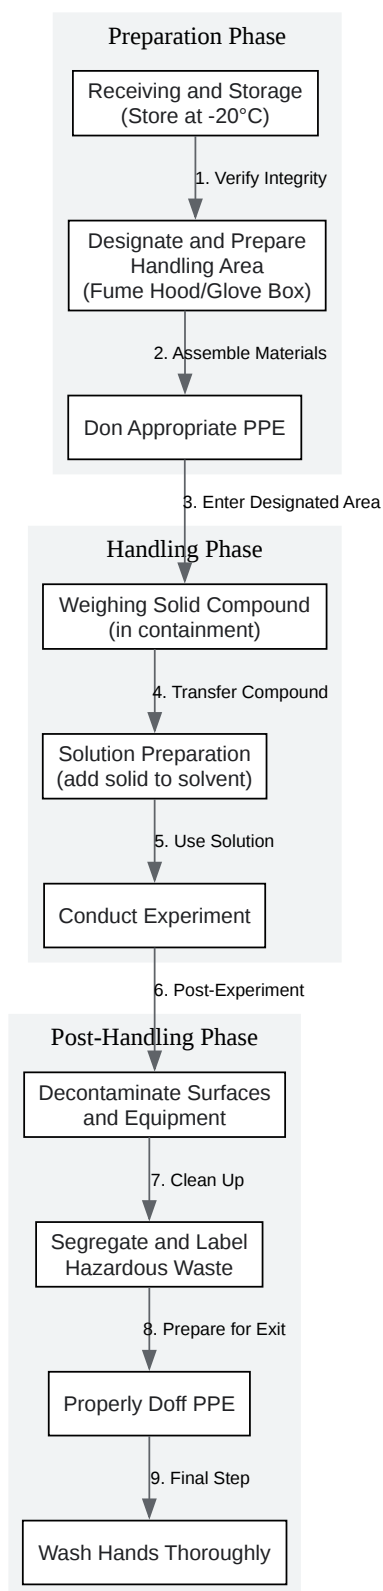 Preparation Phase
Receiving and Storage
(Store at -20°C)
1. Verify Integrity
Designate and Prepare
Handling Area
(Fume Hood/Glove Box)
2. Assemble Materials
Don Appropriate PPE
3. Enter Designated Area
Handling Phase
Weighing Solid Compound
(in containment)
4. Transfer Compound
Solution Preparation
(add solid to solvent)
5. Use Solution
Conduct Experiment
6. Post-Experiment
Post-Handling Phase
Decontaminate Surfaces
and Equipment
7. Clean Up
Segregate and Label
Hazardous Waste
8. Prepare for Exit
Properly Doff PPE
9. Final Step
Wash Hands Thoroughly